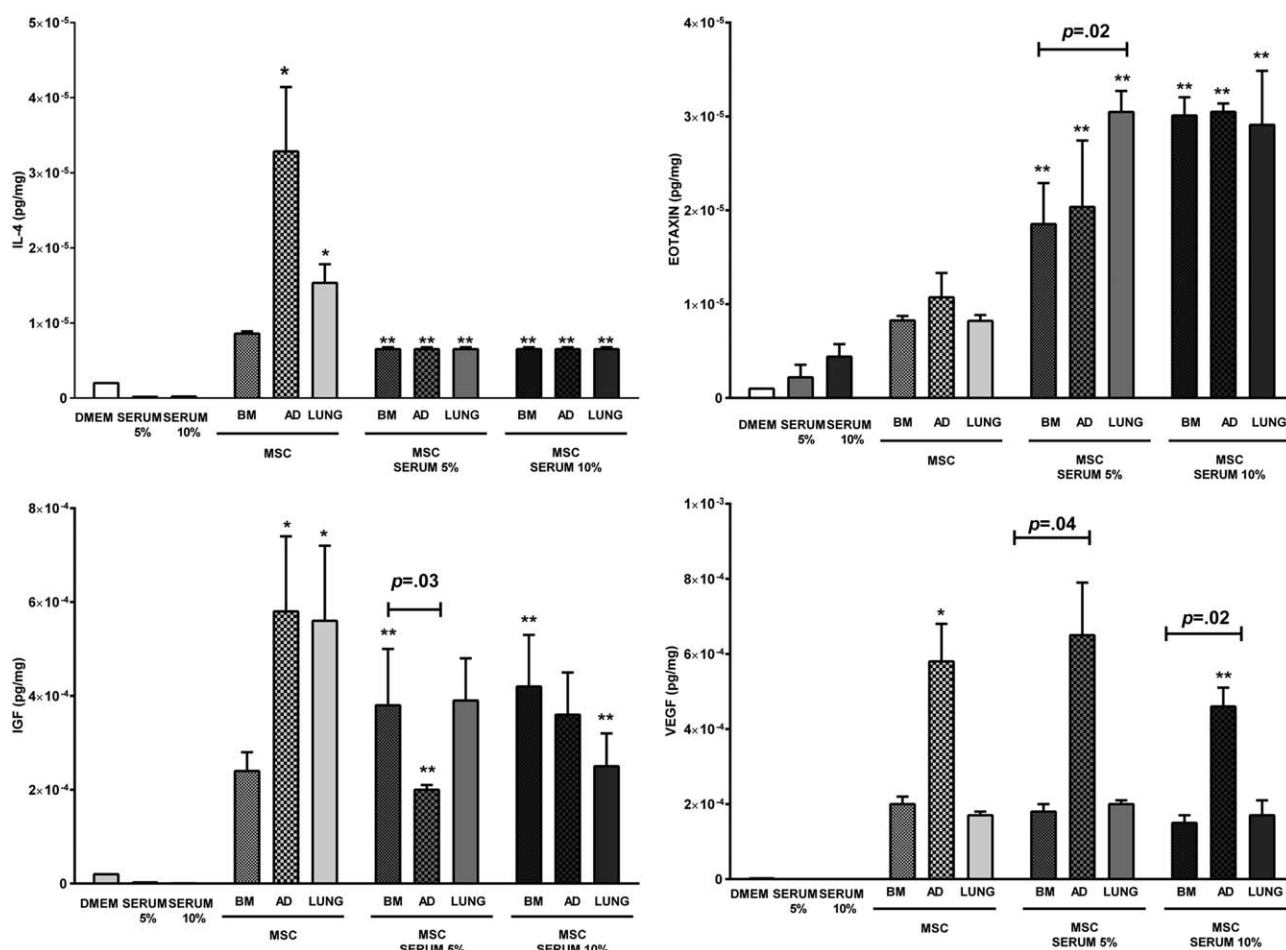 5×10⁻⁵
4×10⁻⁵
3×10⁻⁵
2×10⁻⁵
1×10⁻⁵
0
IL-4 (pg/mg)
*
*
** ** **
** ** **
DMEM SERUM 5% SERUM 10%
BM AD LUNG
BM AD LUNG
BM AD LUNG
MSC
MSC
SERUM 5%
MSC
SERUM 10%
4×10⁻⁵
3×10⁻⁵
2×10⁻⁵
1×10⁻⁵
0
EOTAXIN (pg/mg)
p=.02
** ** **
** ** **
DMEM SERUM 5% SERUM 10%
BM AD LUNG
BM AD LUNG
BM AD LUNG
MSC
MSC
SERUM 5%
MSC
SERUM 10%
8×10⁻⁴
6×10⁻⁴
4×10⁻⁴
2×10⁻⁴
0
IGF (pg/mg)
* *
p=.03
** **
** **
DMEM SERUM 5% SERUM 10%
BM AD LUNG
BM AD LUNG
BM AD LUNG
MSC
MSC
SERUM 5%
MSC
SERUM 10%
1×10⁻³
8×10⁻⁴
6×10⁻⁴
4×10⁻⁴
2×10⁻⁴
0
VEGF (pg/mg)
*
p=.04
p=.02
**
DMEM SERUM 5% SERUM 10%
BM AD LUNG
BM AD LUNG
BM AD LUNG
MSC
MSC
SERUM 5%
MSC
SERUM 10%